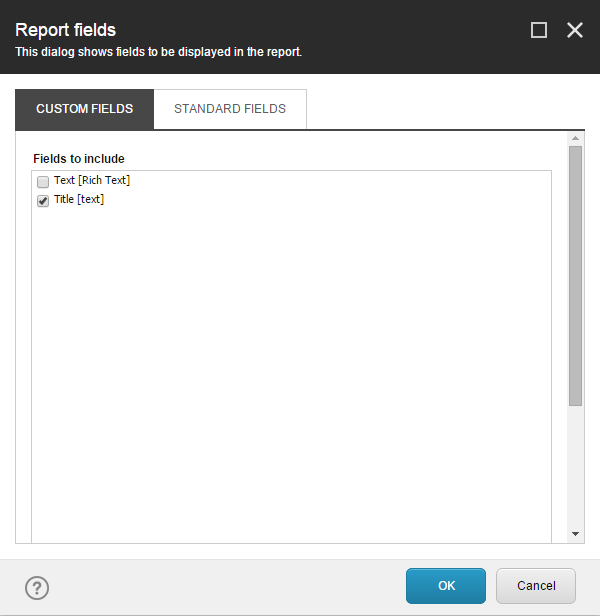 Report fields
This dialog shows fields to be displayed in the report.
CUSTOM FIELDS
STANDARD FIELDS
Fields to include
Text [Rich Text]
Title [text]
?
OK
Cancel